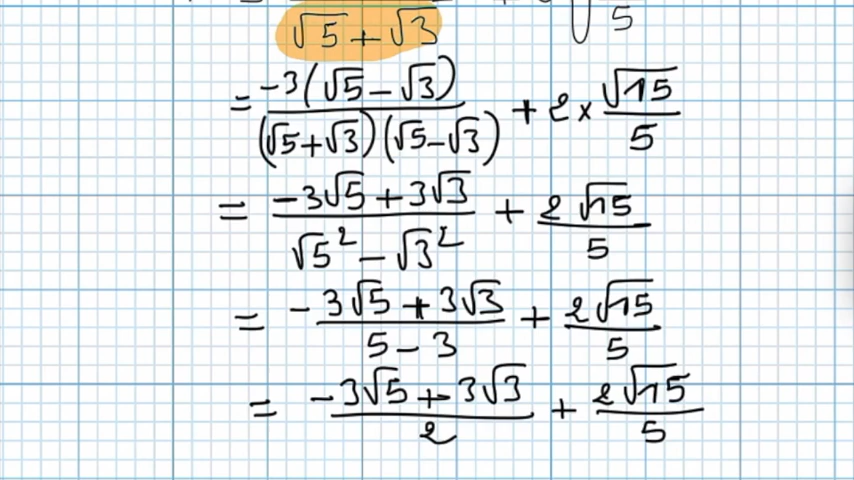 √5 + √3 √ 5
= -3(√5 - √3)/(√5 + √3)(√5 - √3) + 2 × √15/5
= -3√5 + 3√3/√5² - √3² + 2√15/5
= -3√5 + 3√3/5 - 3 + 2√15/5
= -3√5 + 3√3/2 + 2√15/5